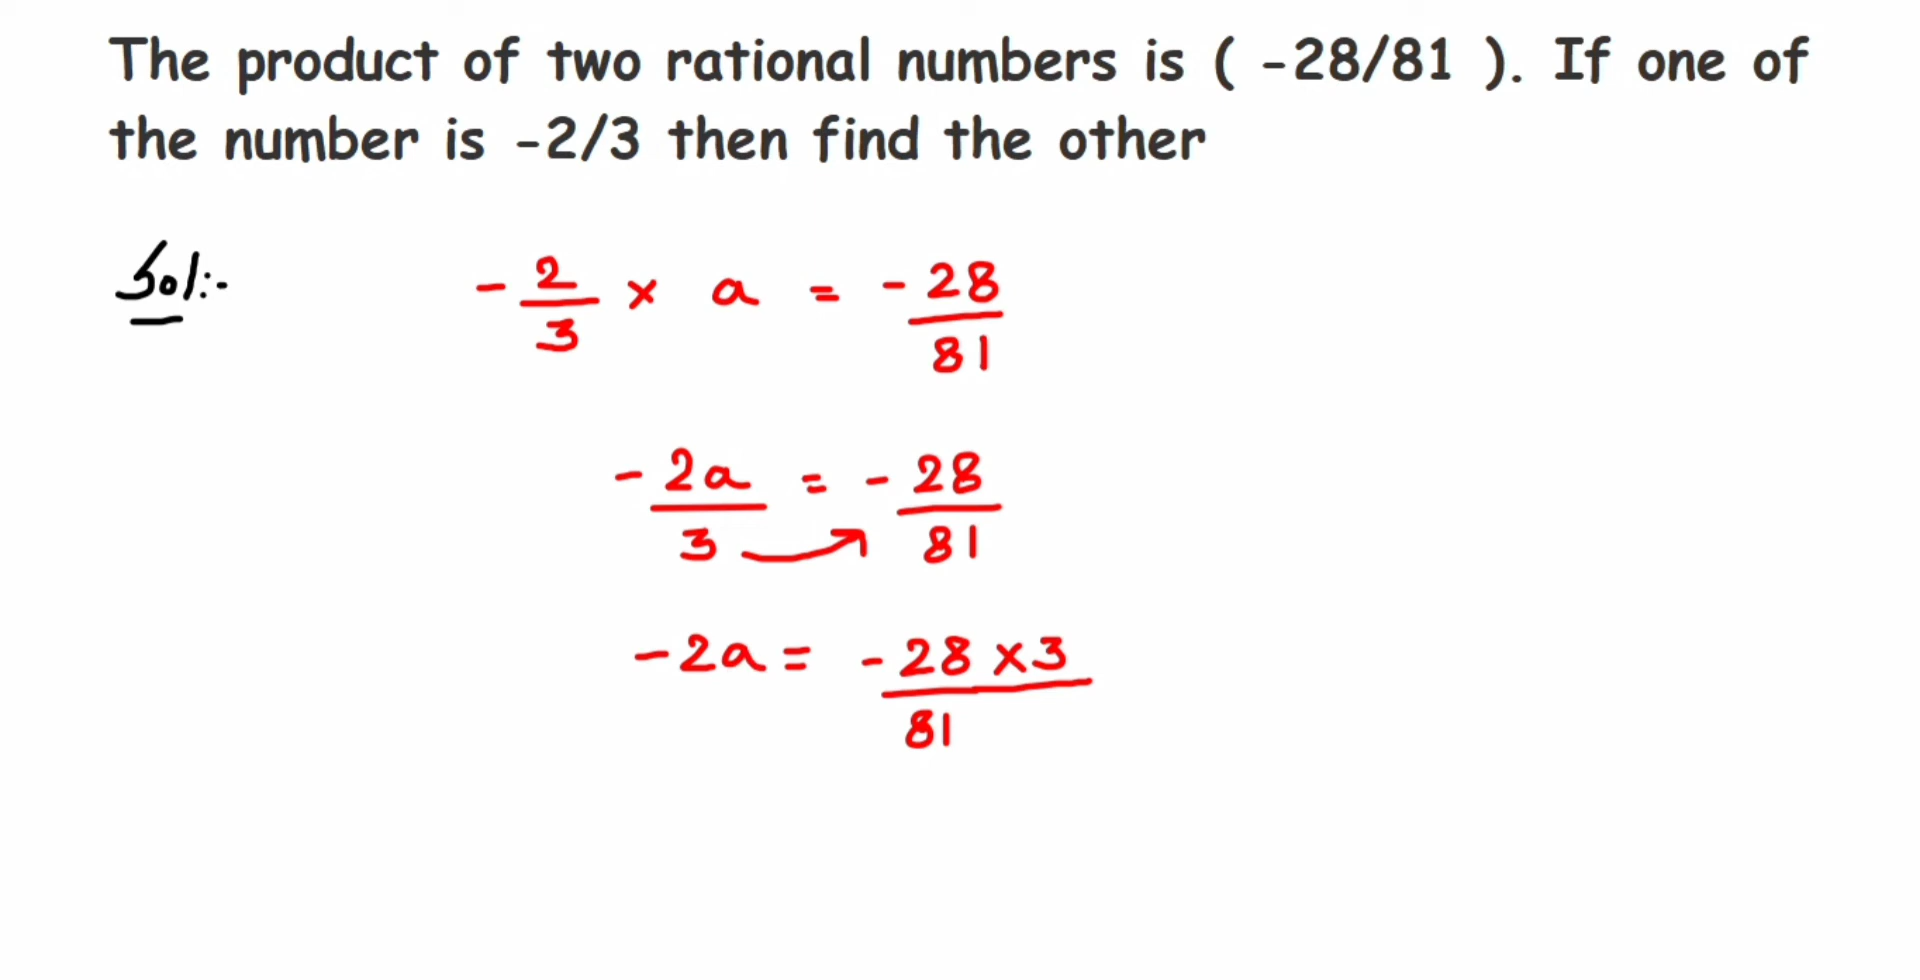 The product of two rational numbers is ( -28/81 ). If one of
the number is -2/3 then find the other
Sol:-
- 2/3 × a = - 28/81
- 2a/3 = - 28/81
- 2a = - 28 × 3/81